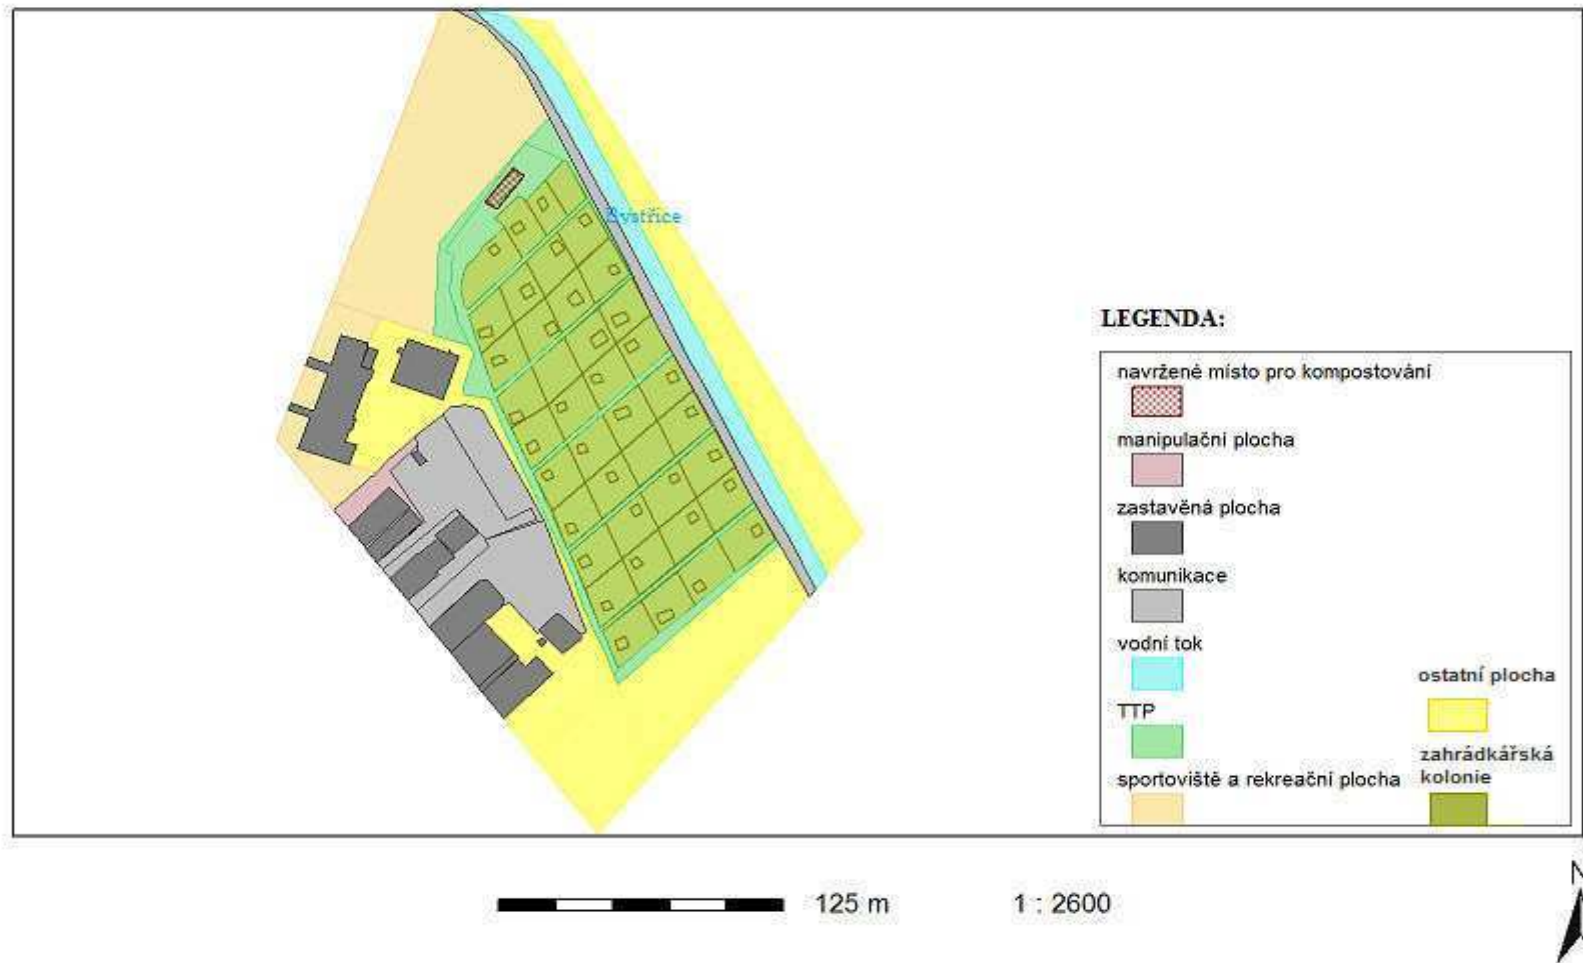 Bystřice
LEGENDA:
navržené místo pro kompostování
manipulační plocha
zastavěná plocha
komunikace
vodní tok
TTP
sportoviště a rekreační plocha
ostatní plocha
zahrádkářská
kolonie
125 m
1 : 2600
N